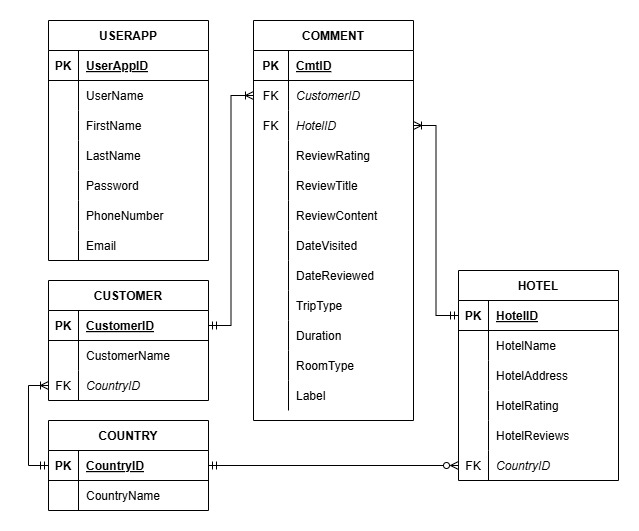 USERAPP
PK UserAppID
UserName
FirstName
LastName
Password
PhoneNumber
Email
COMMENT
PK CmtID
FK CustomerID
FK HotelID
ReviewRating
ReviewTitle
ReviewContent
DateVisited
DateReviewed
TripType
Duration
RoomType
Label
CUSTOMER
PK CustomerID
CustomerName
FK CountryID
COUNTRY
PK CountryID
CountryName
HOTEL
PK HotelID
HotelName
HotelAddress
HotelRating
HotelReviews
FK CountryID